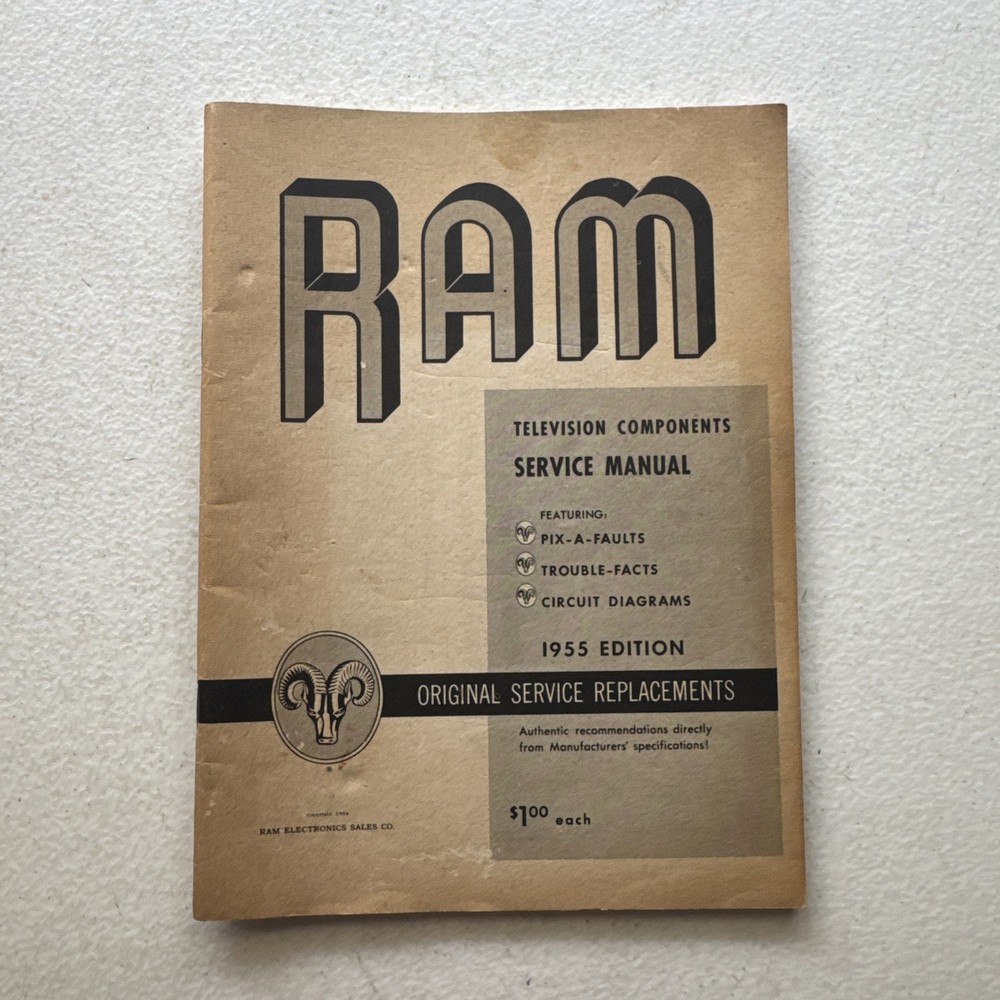 RAM
TELEVISION COMPONENTS
SERVICE MANUAL
FEATURING:
PIX-A-FAULTS
TROUBLE-FACTS
CIRCUIT DIAGRAMS
1955 EDITION
ORIGINAL SERVICE REPLACEMENTS
Authentic recommendations directly
from Manufacturers' specifications!
$1.00 each
RAM ELECTRONICS SALES CO.